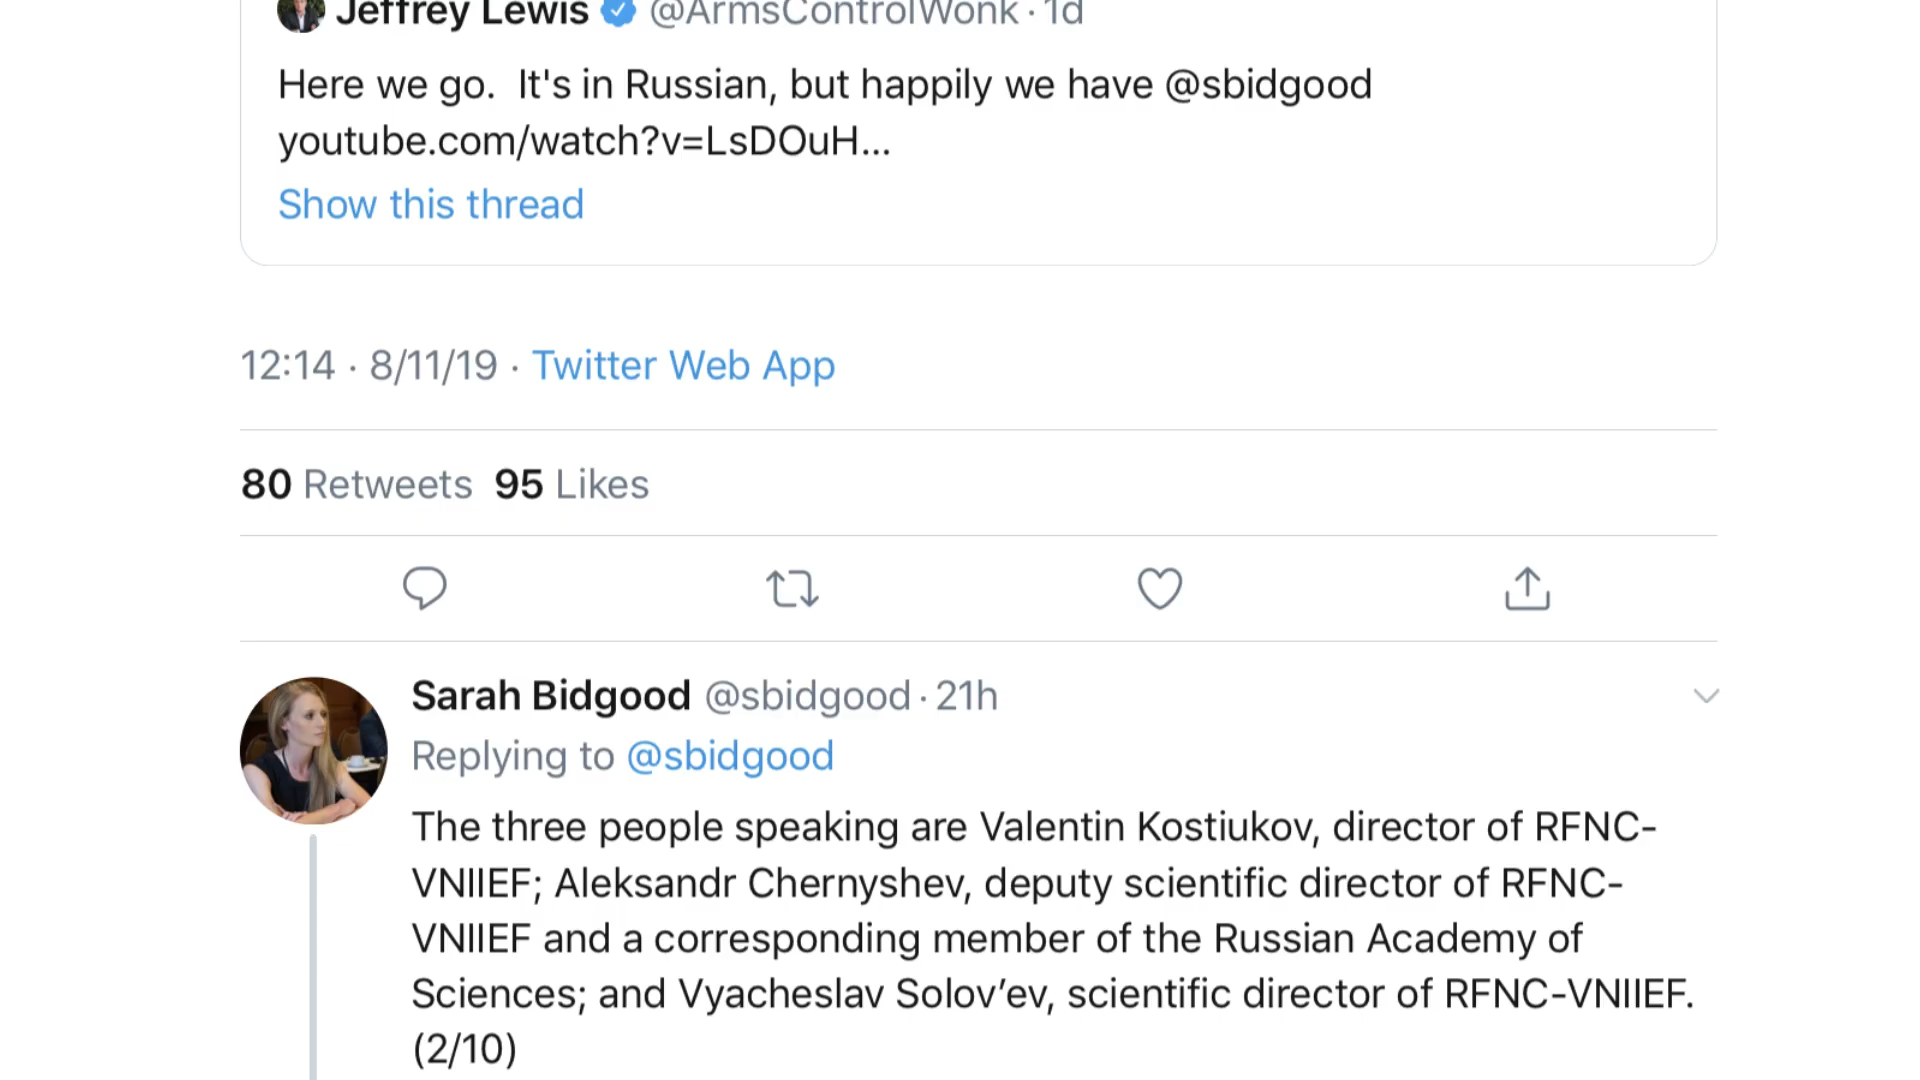 Jeffrey Lewis @ArmsControlWonk · 1d
Here we go.  It's in Russian, but happily we have @sbidgood
youtube.com/watch?v=LsDOuH...
Show this thread
12:14 · 8/11/19 · Twitter Web App
80 Retweets 95 Likes
Sarah Bidgood @sbidgood · 21h
Replying to @sbidgood
The three people speaking are Valentin Kostiukov, director of RFNC-
VNIIEF; Aleksandr Chernyshev, deputy scientific director of RFNC-
VNIIEF and a corresponding member of the Russian Academy of
Sciences; and Vyacheslav Solov’ev, scientific director of RFNC-VNIIEF.
(2/10)